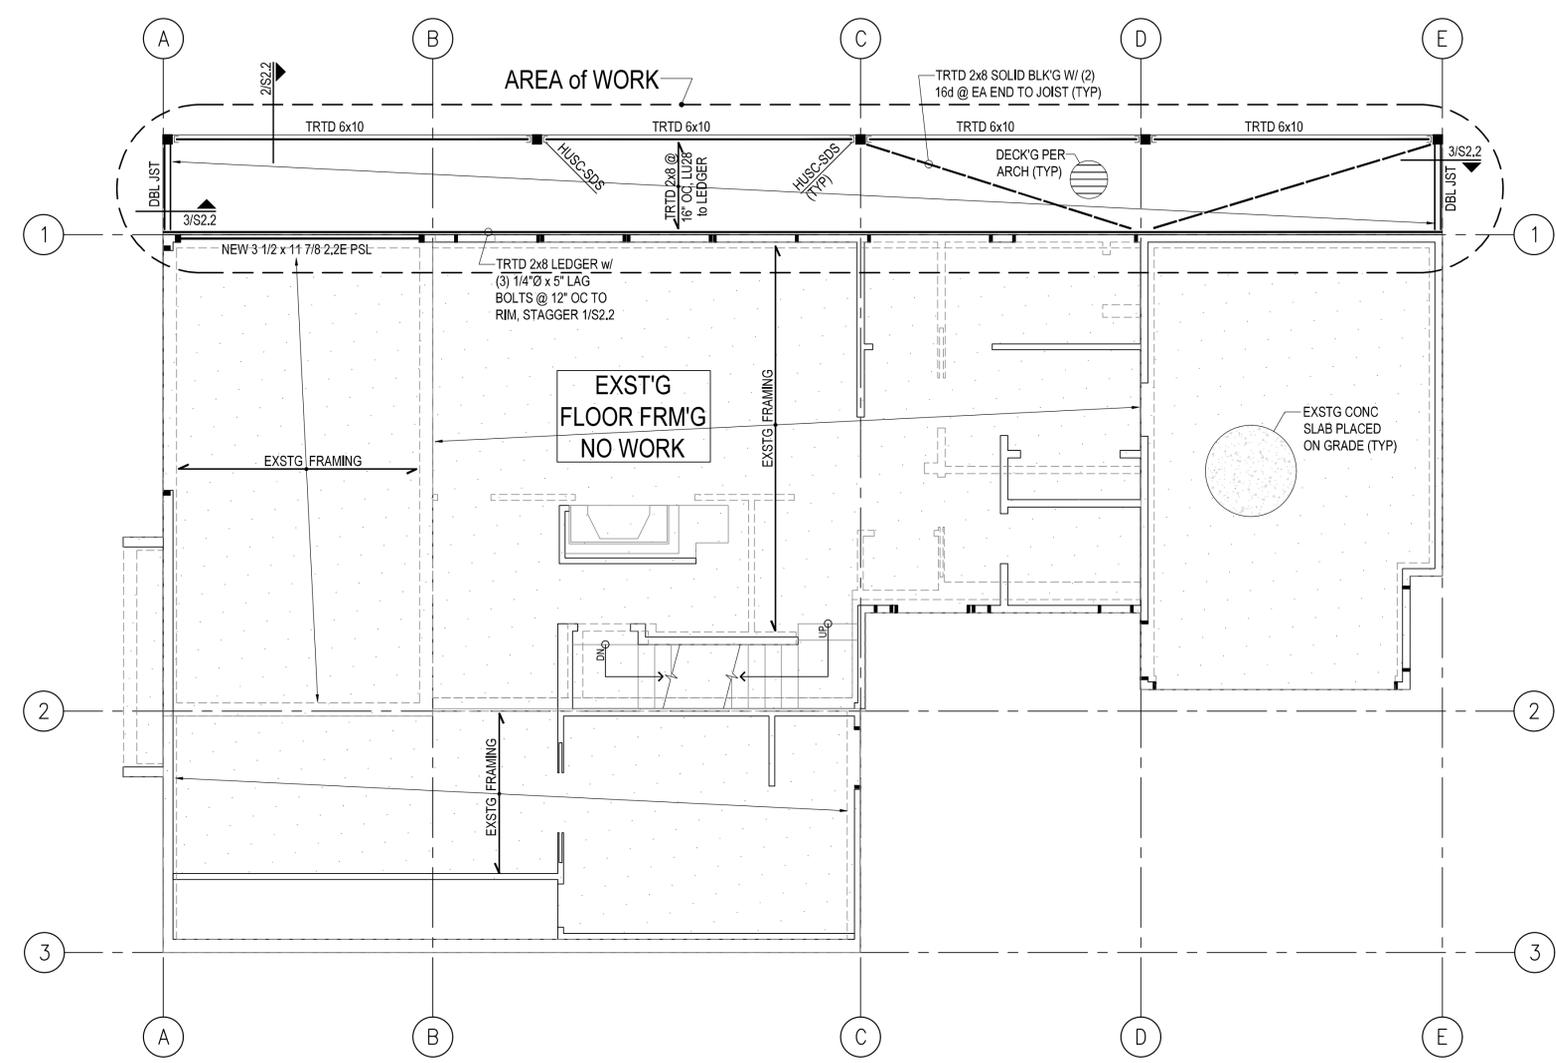 A
B
C
D
E
2/S2.2
AREA of WORK
TRTD 2x8 SOLID BLK'G W/ (2)
16d @ EA END TO JOIST (TYP)
TRTD 6x10
TRTD 6x10
TRTD 6x10
TRTD 6x10
DBL JST
HUSC-SDS
TRTD 2x8 @
16" OC, LU28
to LEDGER
HUSC-SDS
(TYP)
DECK'G PER
ARCH (TYP)
3/S2.2
DBL JST
3/S2.2
1
1
NEW 3 1/2 x 11 7/8 2.2E PSL
TRTD 2x8 LEDGER w/
(3) 1/4"Ø x 5" LAG
BOLTS @ 12" OC TO
RIM, STAGGER 1/S2.2
EXST'G
FLOOR FRM'G
NO WORK
EXSTG FRAMING
EXSTG FRAMING
EXSTG CONC
SLAB PLACED
ON GRADE (TYP)
DN
UP
2
2
EXSTG FRAMING
3
3
A
B
C
D
E